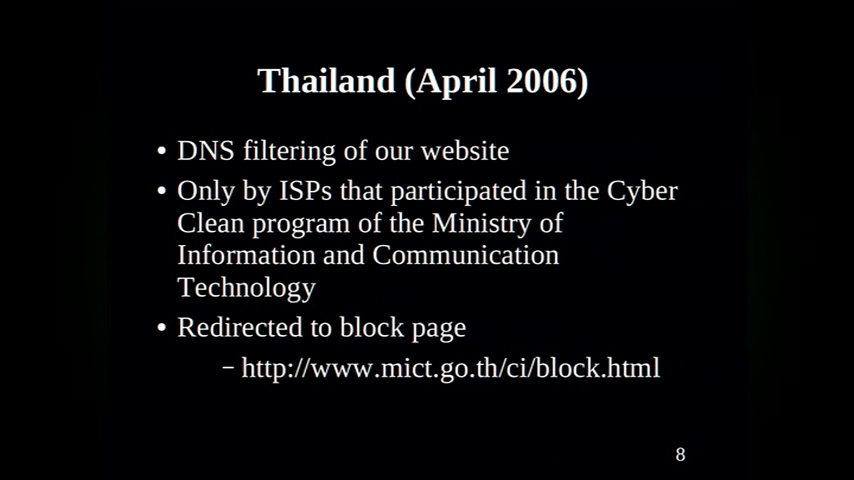 Thailand (April 2006)
• DNS filtering of our website
• Only by ISPs that participated in the Cyber
Clean program of the Ministry of
Information and Communication
Technology
• Redirected to block page
– http://www.mict.go.th/ci/block.html
8